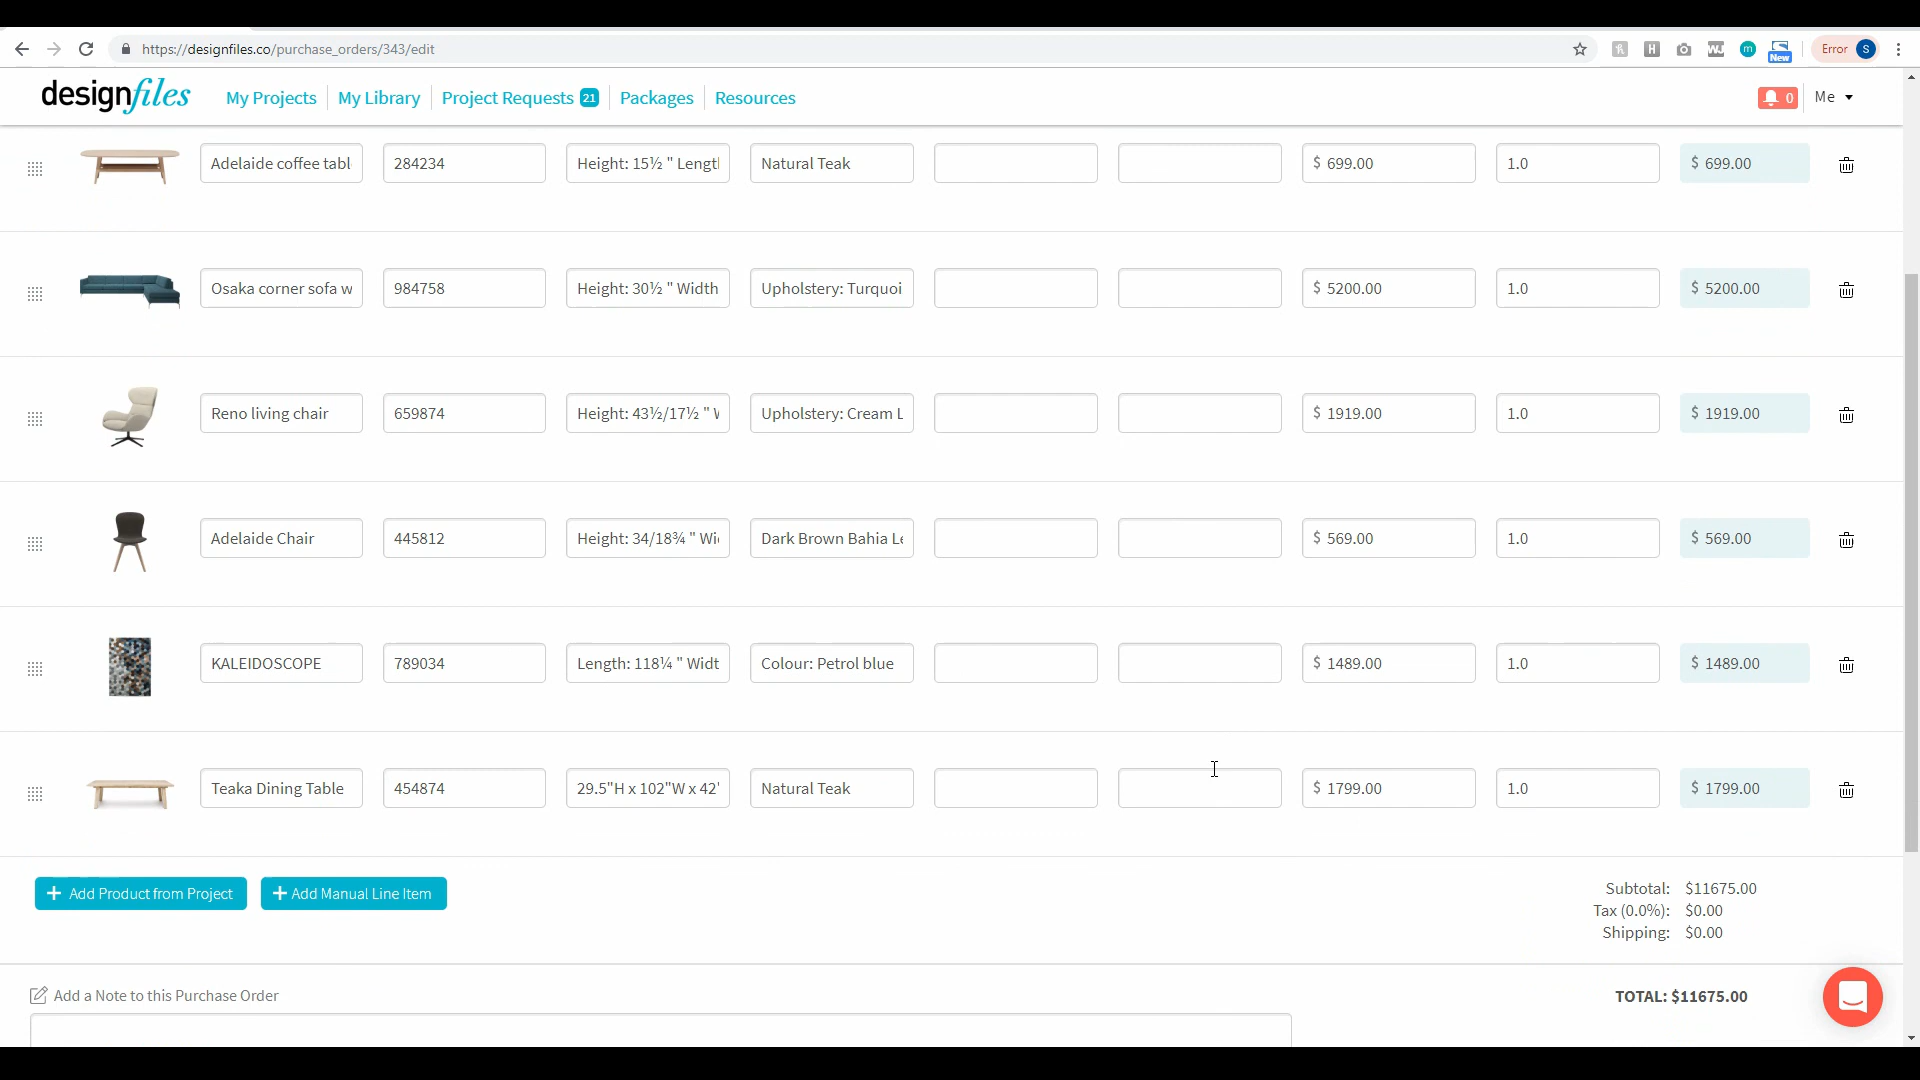 https://designfiles.co/purchase_orders/343/edit
H
WJ
m
New
Error S
designfiles
My Projects
My Library
Project Requests 21
Packages
Resources
0
Me
Adelaide coffee tabl 284234 Height: 15½ " Lengtl Natural Teak $ 699.00 1.0 $ 699.00
Osaka corner sofa w 984758 Height: 30½ " Width Upholstery: Turquoi $ 5200.00 1.0 $ 5200.00
Reno living chair 659874 Height: 43½/17½ " W Upholstery: Cream L $ 1919.00 1.0 $ 1919.00
Adelaide Chair 445812 Height: 34/18¾ " Wi Dark Brown Bahia Le $ 569.00 1.0 $ 569.00
KALEIDOSCOPE 789034 Length: 118¼ " Widt Colour: Petrol blue $ 1489.00 1.0 $ 1489.00
Teaka Dining Table 454874 29.5"H x 102"W x 42' Natural Teak $ 1799.00 1.0 $ 1799.00
+ Add Product from Project
+ Add Manual Line Item
Subtotal: $11675.00
Tax (0.0%): $0.00
Shipping: $0.00
Add a Note to this Purchase Order
TOTAL: $11675.00